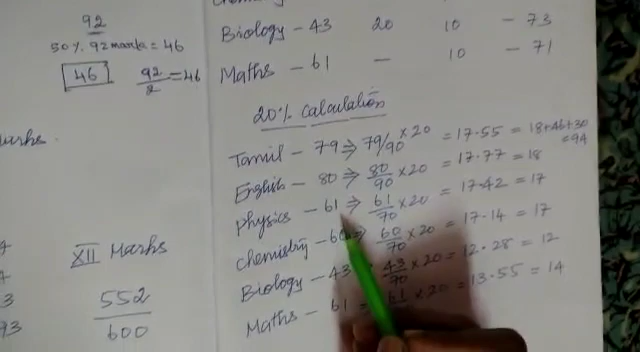 92
50% 92 marks = 46
46 92/2 = 46
Biology - 43 20 10 - 73
Maths - 61 - 10 - 71
20% Calculation
Tamil - 79 ⇒ 79/90 × 20 = 17.55 = 18+46+30
= 94
English - 80 ⇒ 80/90 × 20 = 17.77 = 18
Physics - 61 ⇒ 61/70 × 20 = 17.42 = 17
Chemistry - 60 ⇒ 60/70 × 20 = 17.14 = 17
Biology - 43 43/70 × 20 = 12.28 = 12
Maths - 61 = 61 × 20 = 13.55 = 14
XII Marks
552
600
3
93